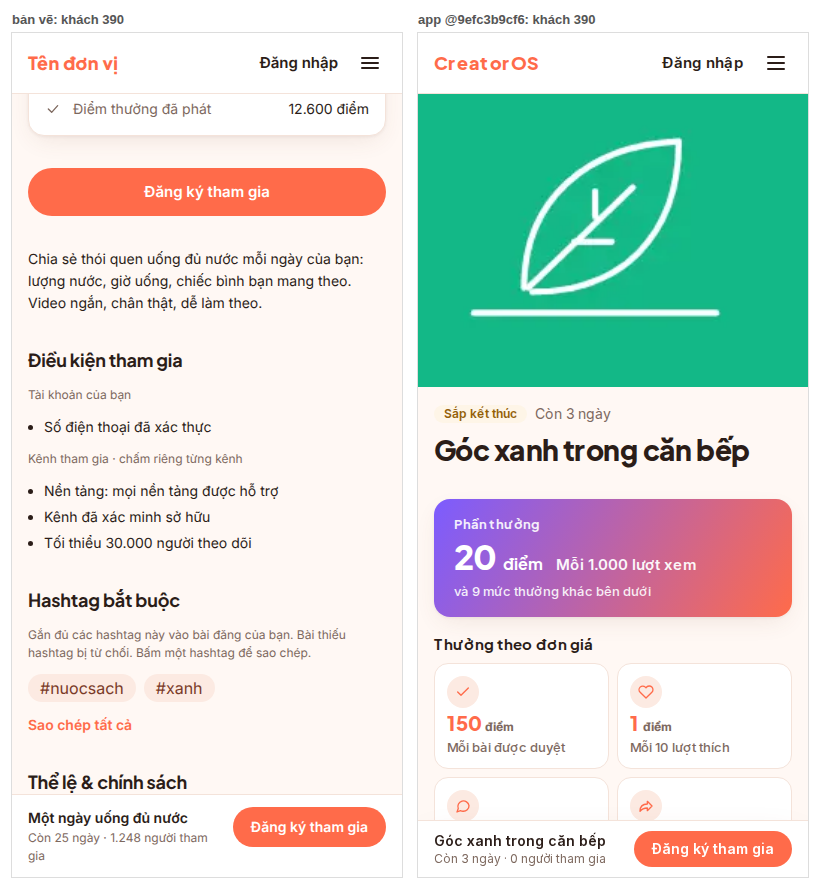 bản vẽ: khách 390
Tên đơn vị
Đăng nhập
Điểm thưởng đã phát
12.600 điểm
Đăng ký tham gia
Chia sẻ thói quen uống đủ nước mỗi ngày của bạn:
lượng nước, giờ uống, chiếc bình bạn mang theo.
Video ngắn, chân thật, dễ làm theo.
Điều kiện tham gia
Tài khoản của bạn
Số điện thoại đã xác thực
Kênh tham gia · chấm riêng từng kênh
Nền tảng: mọi nền tảng được hỗ trợ
Kênh đã xác minh sở hữu
Tối thiểu 30.000 người theo dõi
Hashtag bắt buộc
Gắn đủ các hashtag này vào bài đăng của bạn. Bài thiếu
hashtag bị từ chối. Bấm một hashtag để sao chép.
#nuocsach
#xanh
Sao chép tất cả
Thể lệ & chính sách
Một ngày uống đủ nước
Còn 25 ngày · 1.248 người tham
gia
Đăng ký tham gia
app @9efc3b9cf6: khách 390
CreatorOS
Đăng nhập
Sắp kết thúc
Còn 3 ngày
Góc xanh trong căn bếp
Phần thưởng
20 điểm Mỗi 1.000 lượt xem
và 9 mức thưởng khác bên dưới
Thưởng theo đơn giá
150 điểm
Mỗi bài được duyệt
1 điểm
Mỗi 10 lượt thích
Góc xanh trong căn bếp
Còn 3 ngày · 0 người tham gia
Đăng ký tham gia